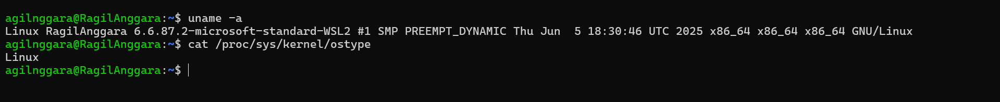 agilnggara@RagilAnggara:~$ uname -a
Linux RagilAnggara 6.6.87.2-microsoft-standard-WSL2 #1 SMP PREEMPT_DYNAMIC Thu Jun  5 18:30:46 UTC 2025 x86_64 x86_64 x86_64 GNU/Linux
agilnggara@RagilAnggara:~$ cat /proc/sys/kernel/ostype
Linux
agilnggara@RagilAnggara:~$